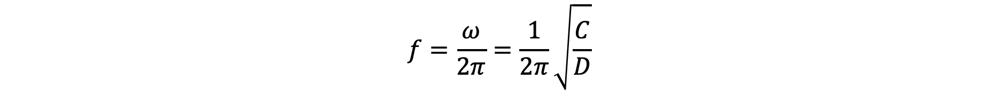 f = ω/2π = 1/2π √(C/D)